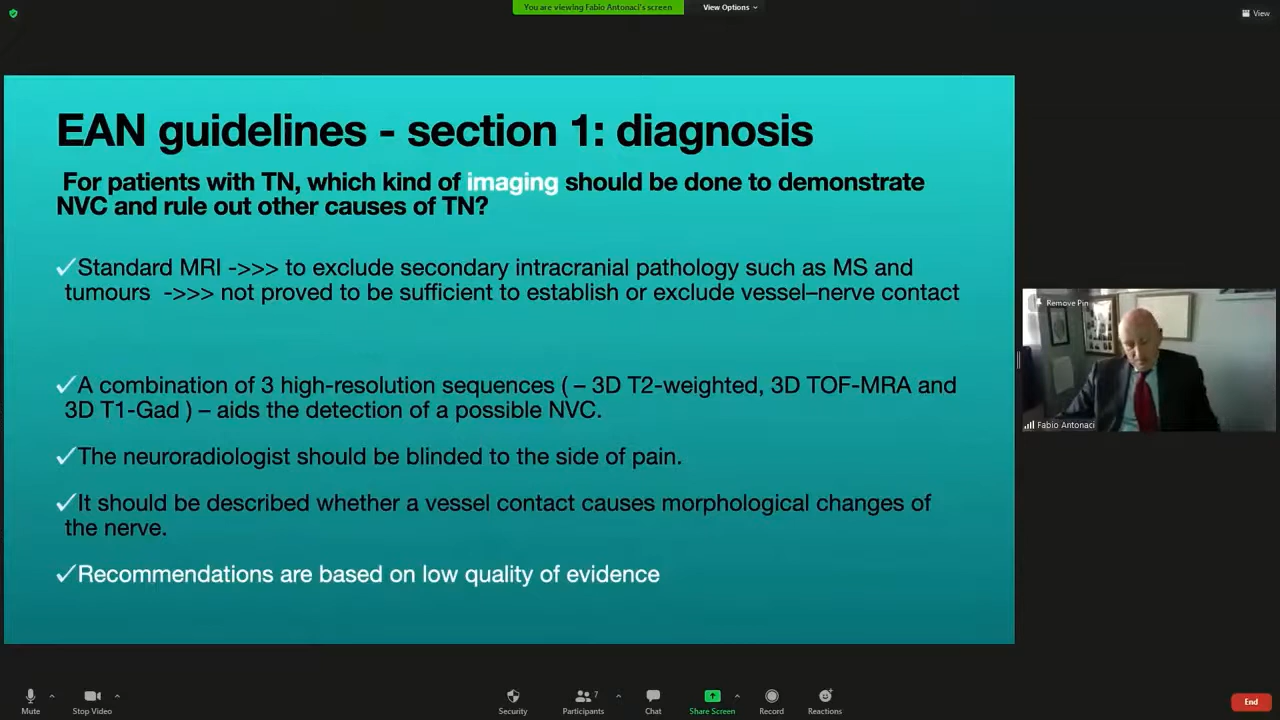 You are viewing Fabio Antonaci's screen
View Options
View
EAN guidelines - section 1: diagnosis
For patients with TN, which kind of imaging should be done to demonstrate
NVC and rule out other causes of TN?
✓Standard MRI ->>> to exclude secondary intracranial pathology such as MS and
tumours ->>> not proved to be sufficient to establish or exclude vessel–nerve contact
✓A combination of 3 high-resolution sequences ( – 3D T2-weighted, 3D TOF-MRA and
3D T1-Gad ) – aids the detection of a possible NVC.
✓The neuroradiologist should be blinded to the side of pain.
✓It should be described whether a vessel contact causes morphological changes of
the nerve.
✓Recommendations are based on low quality of evidence
Remove Pin
Fabio Antonaci
Mute
Stop Video
Security
Participants
7
Chat
Share Screen
Record
Reactions
End